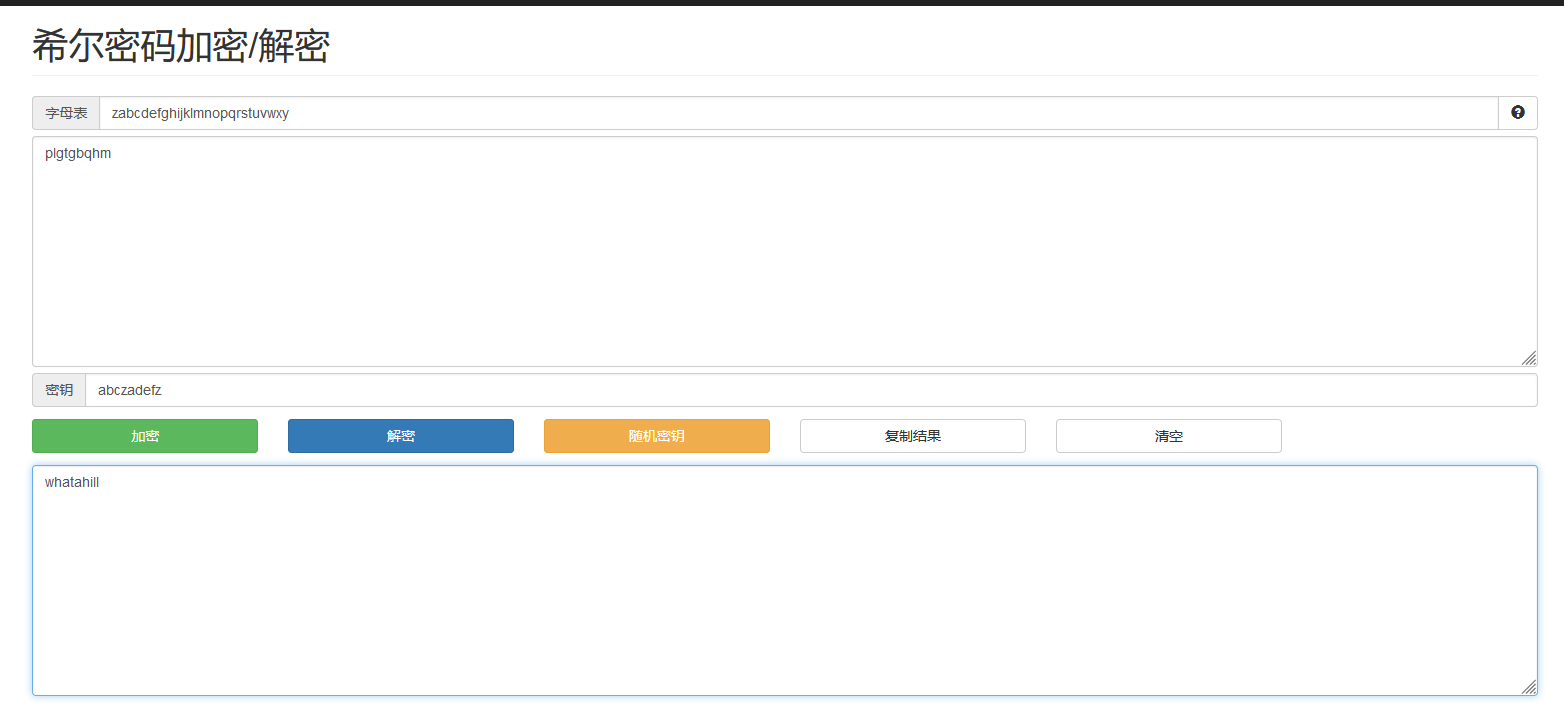 希尔密码加密/解密
字母表 zabcdefghijklmnopqrstuvwxy
plgtgbqhm
密钥 abczadefz
加密 解密 随机密钥 复制结果 清空
whatahill